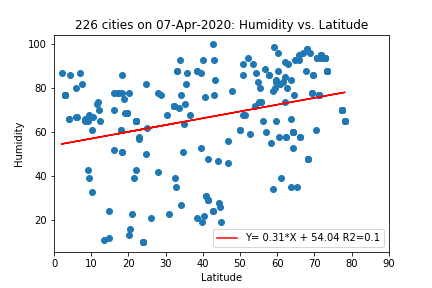 226 cities on 07-Apr-2020: Humidity vs. Latitude
100
80
60
40
20
Humidity
Y= 0.31*X + 54.04 R2=0.1
0 10 20 30 40 50 60 70 80 90
Latitude